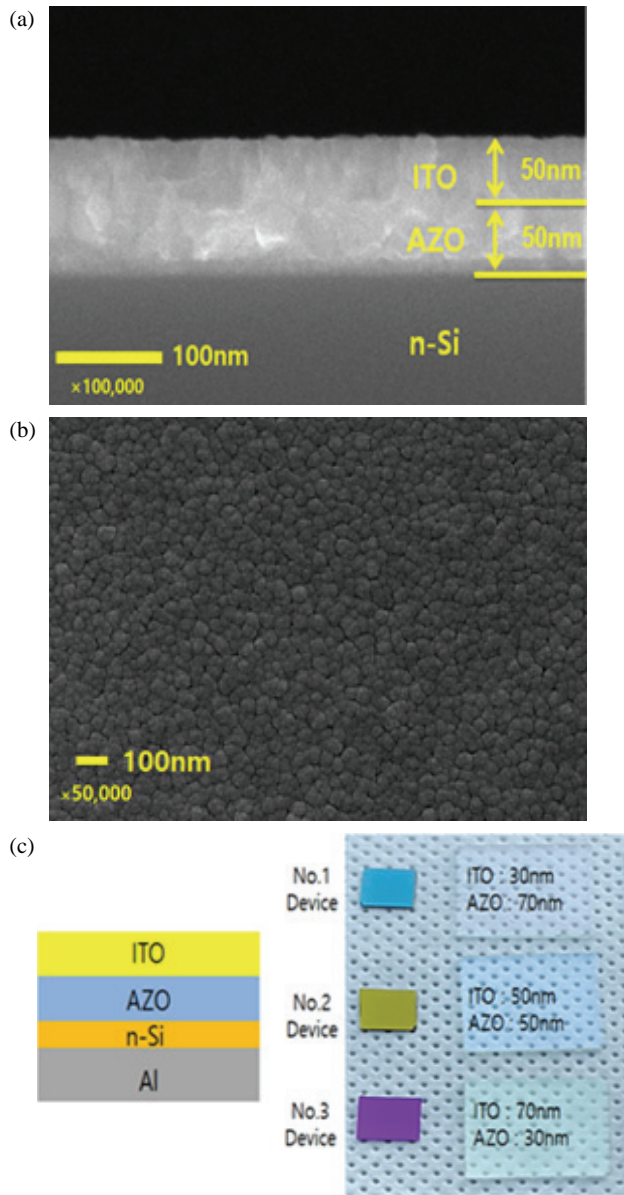 (a)
ITO
50nm
AZO
50nm
n-Si
100nm
×100,000
(b)
100nm
×50,000
(c)
ITO
AZO
n-Si
Al
No.1
Device
ITO : 30nm
AZO : 70nm
No.2
Device
ITO : 50nm
AZO : 50nm
No.3
Device
ITO : 70nm
AZO : 30nm